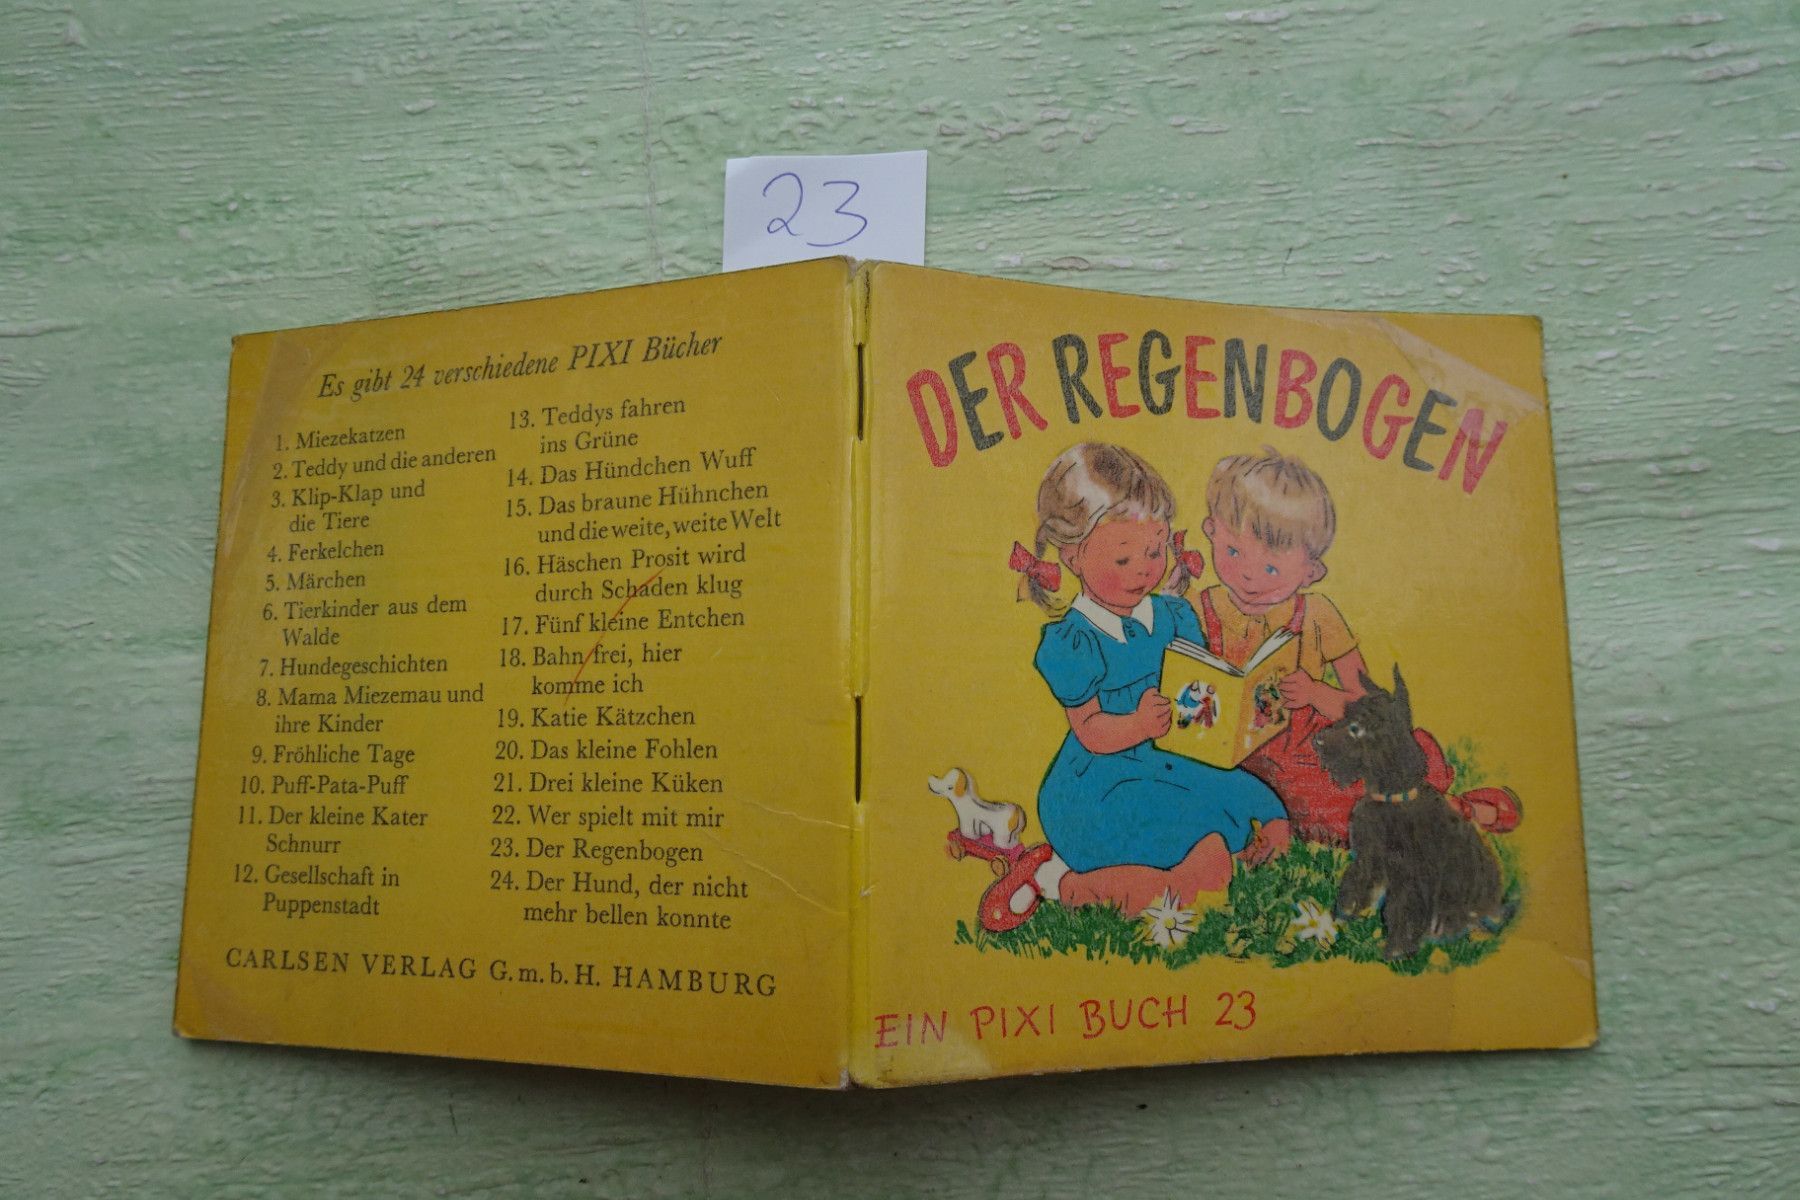 23
Es gibt 24 verschiedene PIXI Bücher
1. Miezekatzen
2. Teddy und die anderen
3. Klip-Klap und
die Tiere
4. Ferkelchen
5. Märchen
6. Tierkinder aus dem
Walde
7. Hundegeschichten
8. Mama Miezemau und
ihre Kinder
9. Fröhliche Tage
10. Puff-Pata-Puff
11. Der kleine Kater
Schnurr
12. Gesellschaft in
Puppenstadt
13. Teddys fahren
ins Grüne
14. Das Hündchen Wuff
15. Das braune Hühnchen
und die weite, weite Welt
16. Häschen Prosit wird
durch Schaden klug
17. Fünf kleine Entchen
18. Bahn frei, hier
komme ich
19. Katie Kätzchen
20. Das kleine Fohlen
21. Drei kleine Küken
22. Wer spielt mit mir
23. Der Regenbogen
24. Der Hund, der nicht
mehr bellen konnte
CARLSEN VERLAG G.m.b.H. HAMBURG
DER REGENBOGEN
EIN PIXI BUCH 23